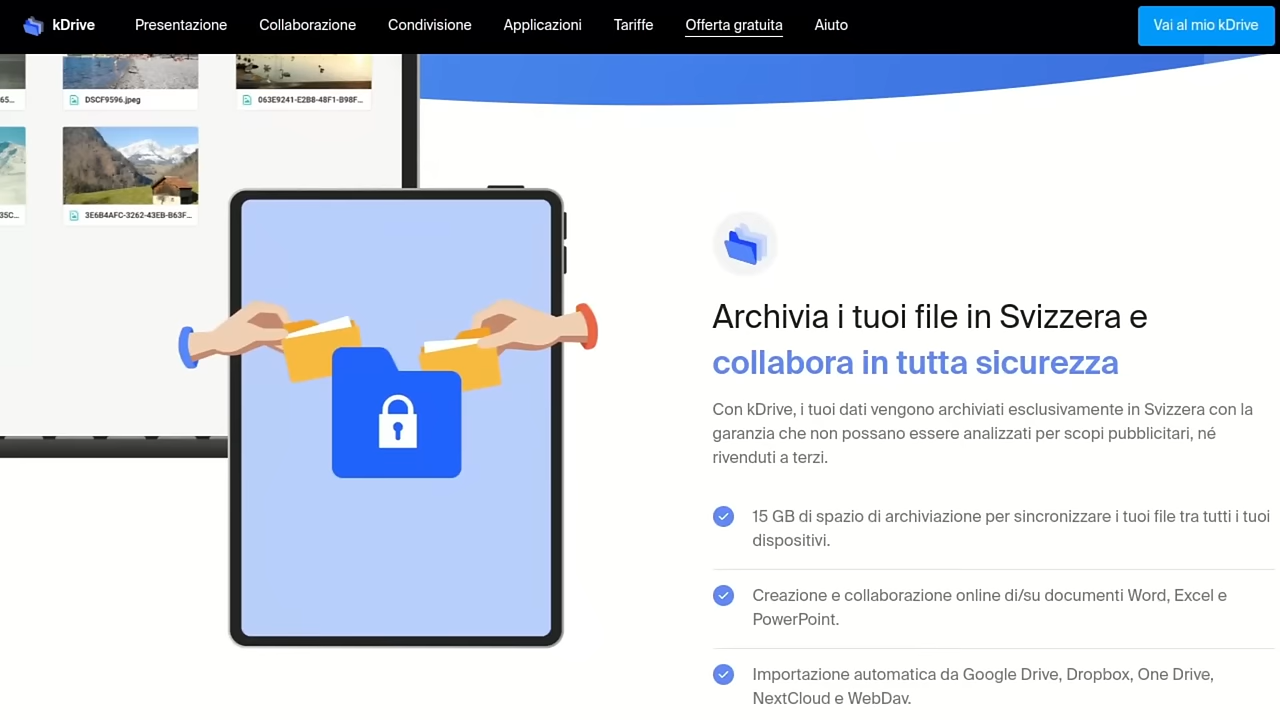 kDrive
Presentazione
Collaborazione
Condivisione
Applicazioni
Tariffe
Offerta gratuita
Aiuto
Vai al mio kDrive
65...
DSCF9596.jpeg
063E9241-E2B8-48F1-B98F...
35C...
3E6B4AFC-3262-43EB-B63F...
Archivia i tuoi file in Svizzera e
collabora in tutta sicurezza
Con kDrive, i tuoi dati vengono archiviati esclusivamente in Svizzera con la
garanzia che non possano essere analizzati per scopi pubblicitari, né
rivenduti a terzi.
15 GB di spazio di archiviazione per sincronizzare i tuoi file tra tutti i tuoi
dispositivi.
Creazione e collaborazione online di/su documenti Word, Excel e
PowerPoint.
Importazione automatica da Google Drive, Dropbox, One Drive,
NextCloud e WebDav.